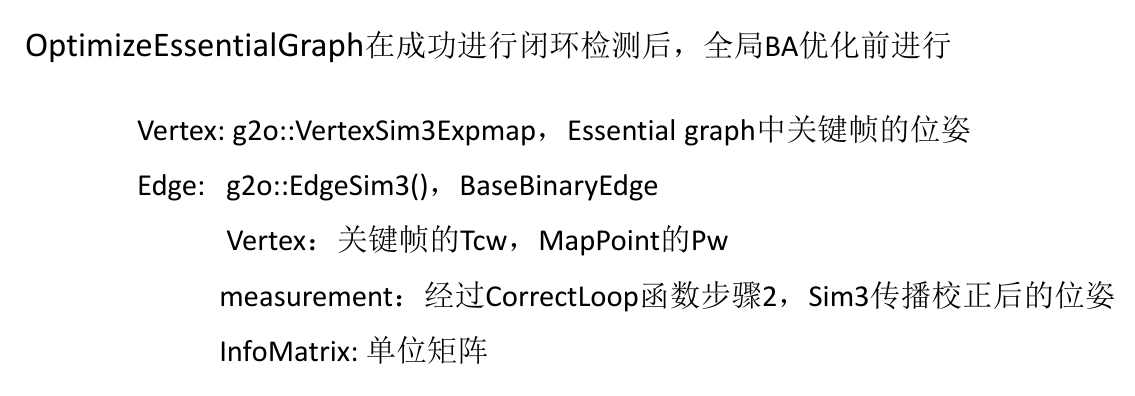 OptimizeEssentialGraph在成功进行闭环检测后，全局BA优化前进行
Vertex: g2o::VertexSim3Expmap，Essential graph中关键帧的位姿
Edge: g2o::EdgeSim3()，BaseBinaryEdge
Vertex：关键帧的Tcw，MapPoint的Pw
measurement：经过CorrectLoop函数步骤2，Sim3传播校正后的位姿
InfoMatrix: 单位矩阵